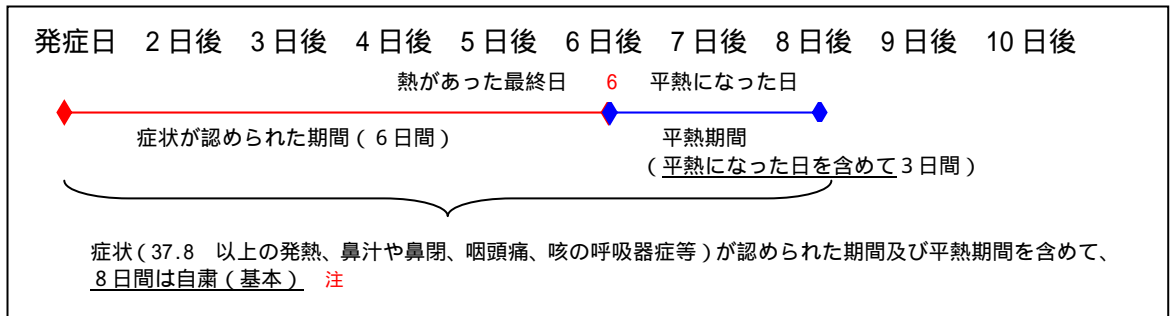 発症日 2日後 3日後 4日後 5日後 6日後 7日後 8日後 9日後 10日後
熱があった最終日 6 平熱になった日
症状が認められた期間(6日間) 平熱期間
(平熱になった日を含めて3日間)
症状(37.8 以上の発熱、鼻汁や鼻閉、咽頭痛、咳の呼吸器症等)が認められた期間及び平熱期間を含めて、
8日間は自粛(基本) 注